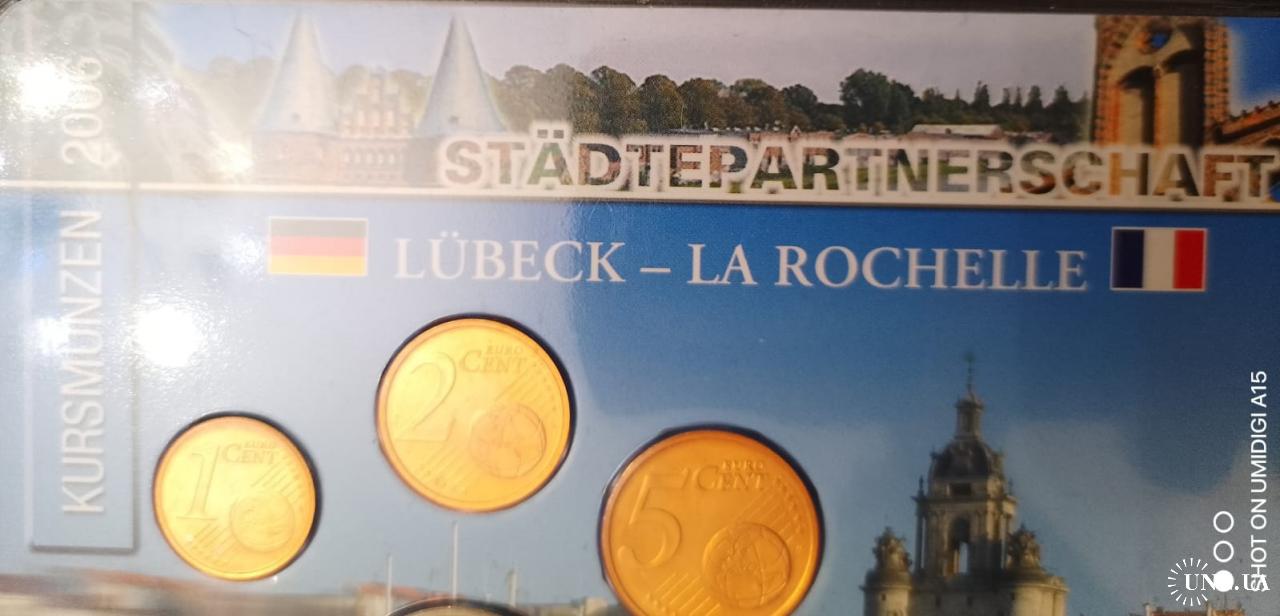 STÄDTEPARTNERSCHAFT
LÜBECK – LA ROCHELLE
KURSMÜNZEN 2006
2 EURO CENT
1 EURO CENT
5 EURO CENT
SHOT ON UMIDIGI A15
UNC.UA